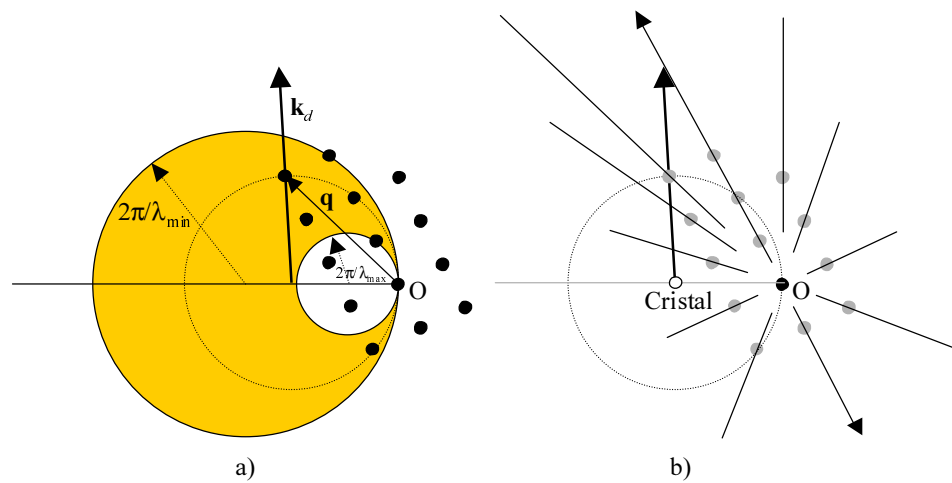 k_d
q
2π/λ_min
2π/λ_max
O
a)
Cristal
O
b)